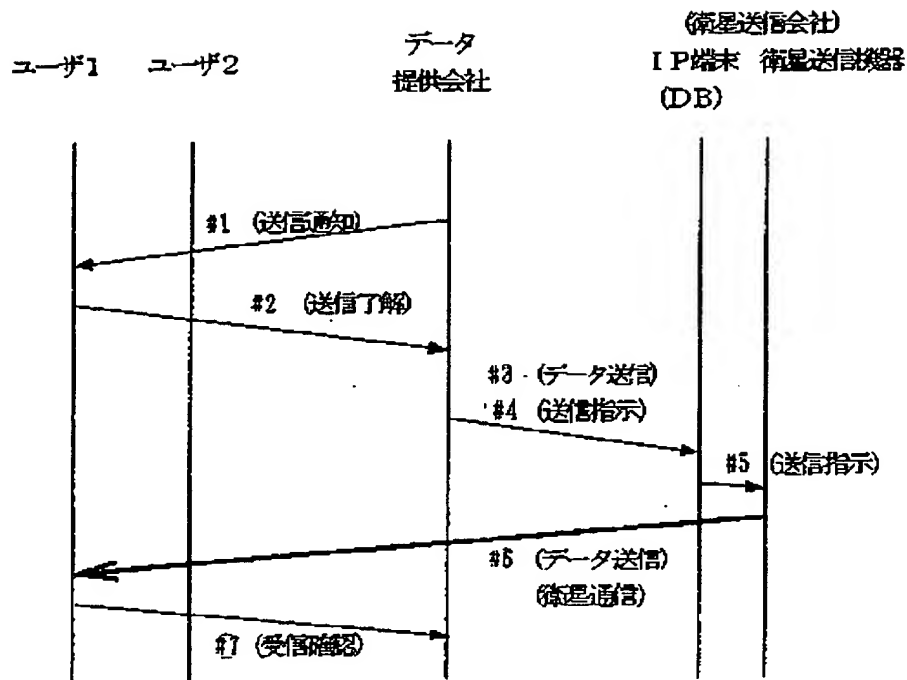 ユーザ1
ユーザ2
データ
提供会社
(衛星送信会社)
IP端末 衛星送信機器
(DB)
#1 (送信通知)
#2 (送信了解)
#3 (データ送信)
#4 (送信指示)
#5 (送信指示)
#6 (データ送信)
(衛星通信)
#7 (受信確認)